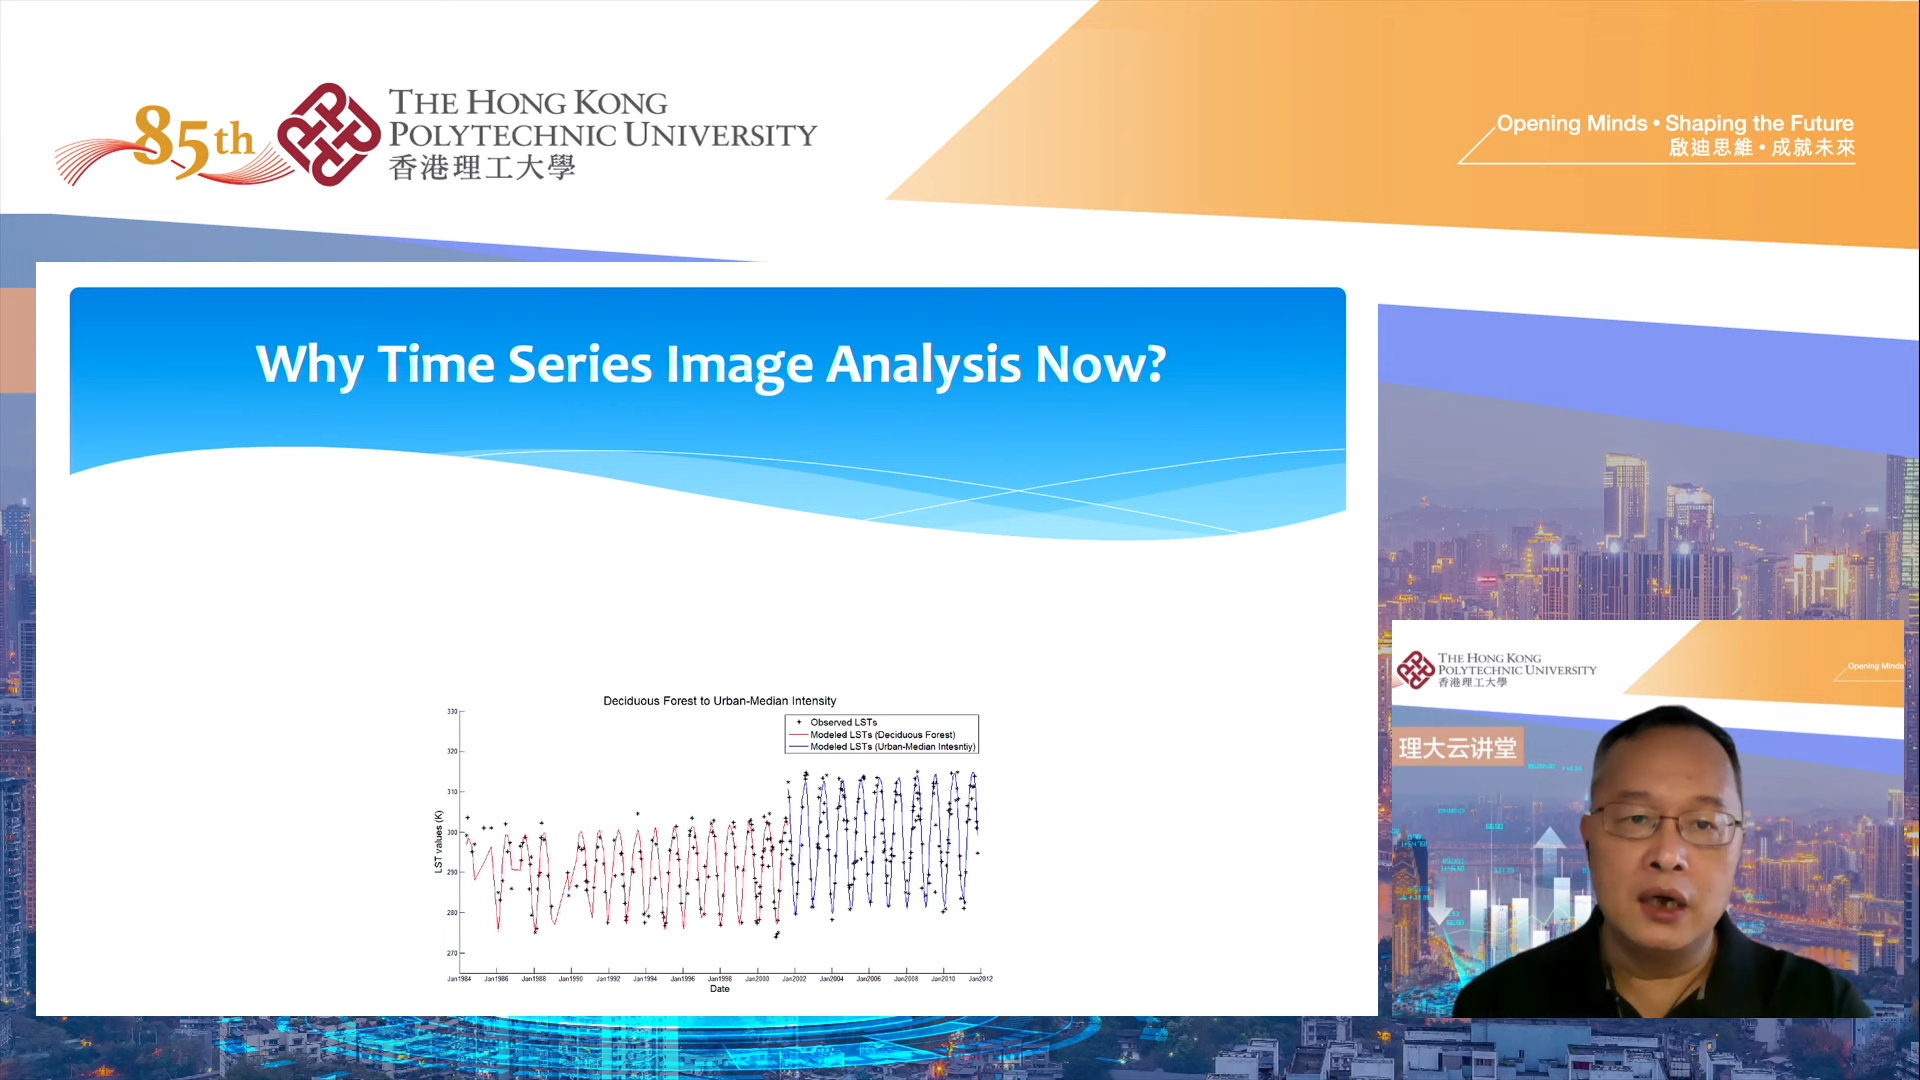 85th
THE HONG KONG
POLYTECHNIC UNIVERSITY
香港理工大學
Opening Minds • Shaping the Future
啟迪思維 • 成就未來
Why Time Series Image Analysis Now?
Deciduous Forest to Urban-Median Intensity
Observed LSTs
Modeled LSTs (Deciduous Forest)
Modeled LSTs (Urban-Median Intesntiy)
LST values (K)
330
320
310
300
290
280
270
Jan1984 Jan1986 Jan1988 Jan1990 Jan1992 Jan1994 Jan1996 Jan1998 Jan2000 Jan2002 Jan2004 Jan2006 Jan2008 Jan2010 Jan2012
Date
THE HONG KONG
POLYTECHNIC UNIVERSITY
香港理工大學
Opening Minds
理大云讲堂